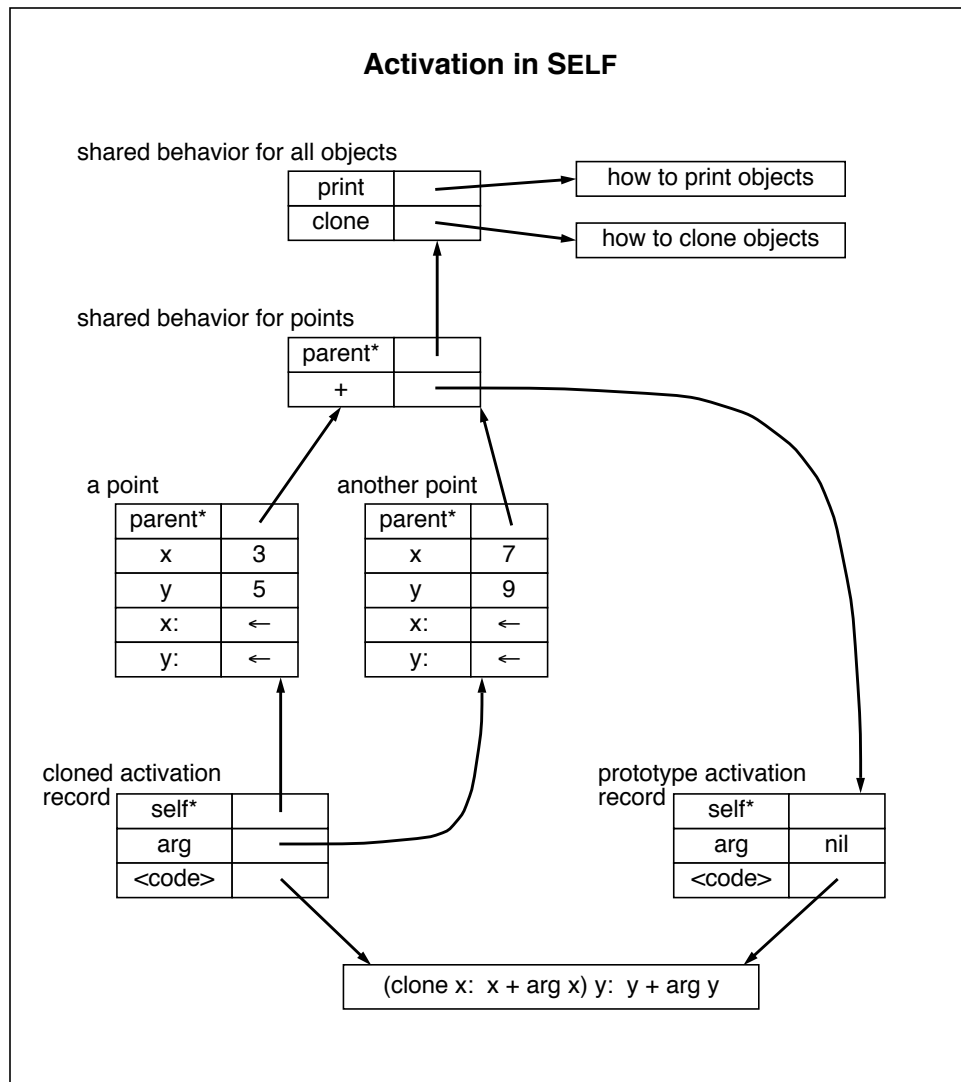 Activation in SELF
shared behavior for all objects
print
how to print objects
clone
how to clone objects
shared behavior for points
parent*
+
a point
another point
parent*
parent*
x 3
x 7
y 5
y 9
x: ←
x: ←
y: ←
y: ←
cloned activation
record
prototype activation
record
self*
self*
arg
arg nil
<code>
<code>
(clone x:  x + arg x) y:  y + arg y